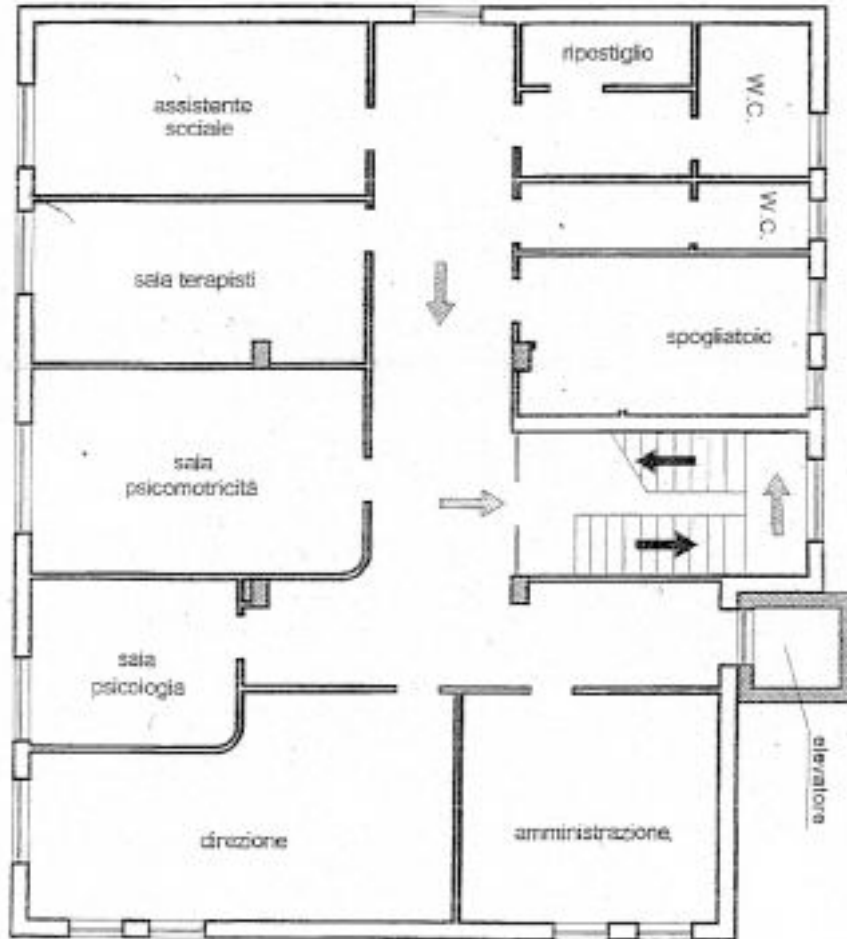 ripostiglio
W.C.
assistente
sociale
W.C.
sala terapisti
spogliatoio
sala
psicomotricità
sala
psicologia
elevatore
direzione
amministrazione,